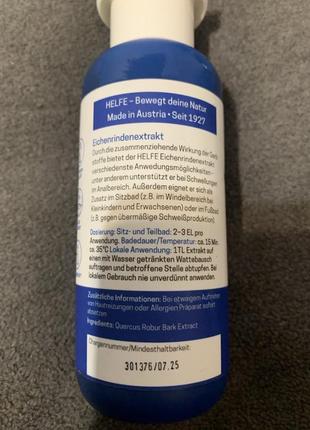 HELFE – Bewegt deine Natur
Made in Austria • Seit 1927
Eichenrindenextrakt
Durch die zusammenziehende Wirkung der Gerb
stoffe bietet der HELFE Eichenrindenextrakt
verschiedenste Anwendungsmöglichkeiten –
unter anderem unterstützt er bei Schwellungen
im Analbereich. Außerdem eignet er sich als
Zusatz im Sitzbad (z.B. im Windelbereich bei
Kleinkindern und Erwachsenen) oder im Fußbad
(z.B. gegen übermäßige Schweißproduktion)
Dosierung: Sitz- und Teilbad: 2–3 EL pro
Anwendung. Badedauer/Temperatur: ca. 15 Min
ca. 35°C Lokale Anwendung: 1TL Extrakt auf
einen mit Wasser getränkten Wattebausch
auftragen und betroffene Stelle abtupfen. Bei
lokalem Gebrauch nie unverdünnt anwenden.
Zusätzliche Informationen: Bei etwaigem Auftreten
von Hautreizungen oder Allergien Präparat sofort
absetzen.
Ingredients: Quercus Robur Bark Extract
Chargennummer/Mindesthaltbarkeit:
301376/07.25